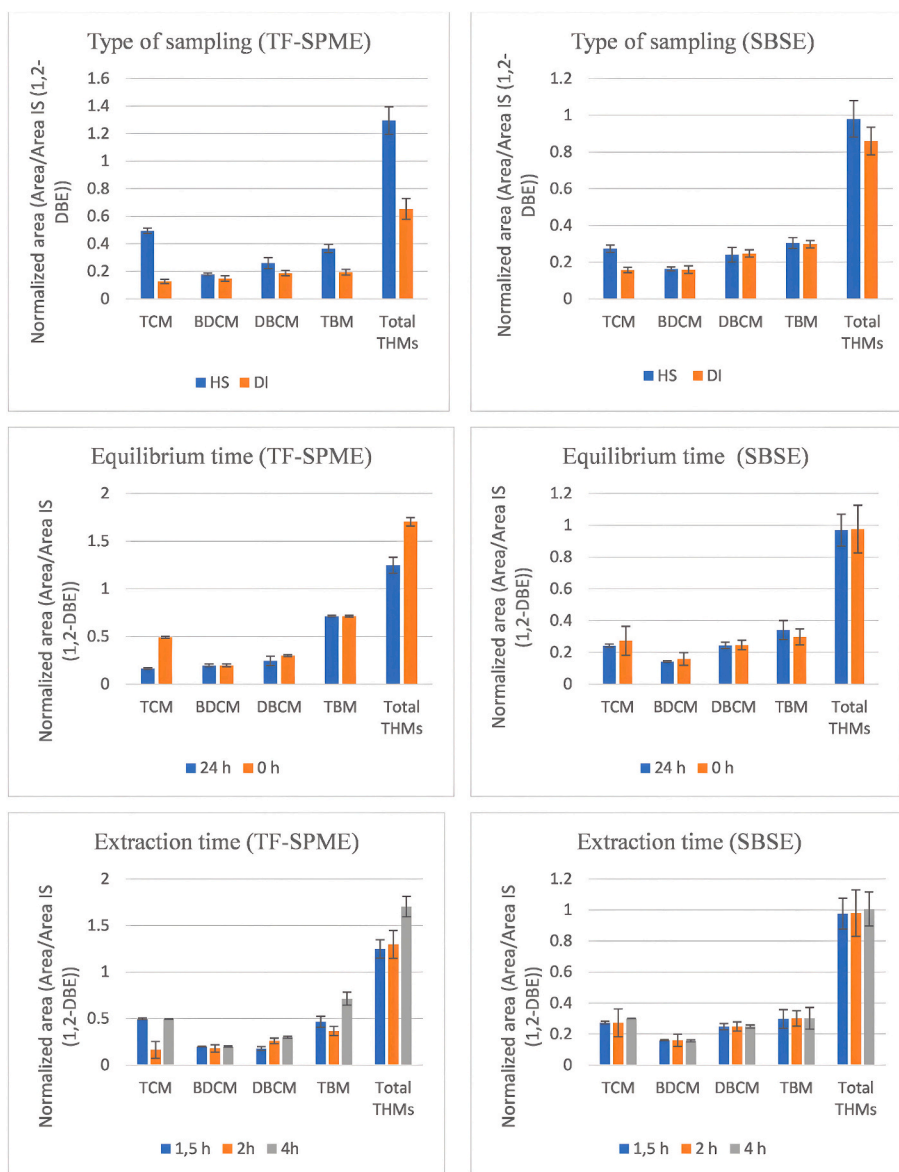 Type of sampling (TF-SPME)
Normalized area (Area/Area IS (1,2-
DBE))
1.6
1.4
1.2
1
0.8
0.6
0.4
0.2
0
TCM BDCM DBCM TBM Total
THMs
HS DI
Type of sampling (SBSE)
Normalized area (Area/Area IS (1,2-
DBE))
1.2
1
0.8
0.6
0.4
0.2
0
TCM BDCM DBCM TBM Total
THMs
HS DI
Equilibrium time (TF-SPME)
Normalized area (Area/Area IS
(1,2-DBE))
2
1.5
1
0.5
0
TCM BDCM DBCM TBM Total
THMs
24 h 0 h
Equilibrium time (SBSE)
Normalized area (Area/Area IS
(1,2-DBE))
1.2
1
0.8
0.6
0.4
0.2
0
TCM BDCM DBCM TBM Total
THMs
24 h 0 h
Extraction time (TF-SPME)
Normalized area (Area/Area IS
(1,2-DBE))
2
1.5
1
0.5
0
TCM BDCM DBCM TBM Total
THMs
1,5 h 2h 4h
Extraction time (SBSE)
Normalized area (Area/Area IS
(1,2-DBE))
1.2
1
0.8
0.6
0.4
0.2
0
TCM BDCM DBCM TBM Total
THMs
1,5 h 2 h 4 h